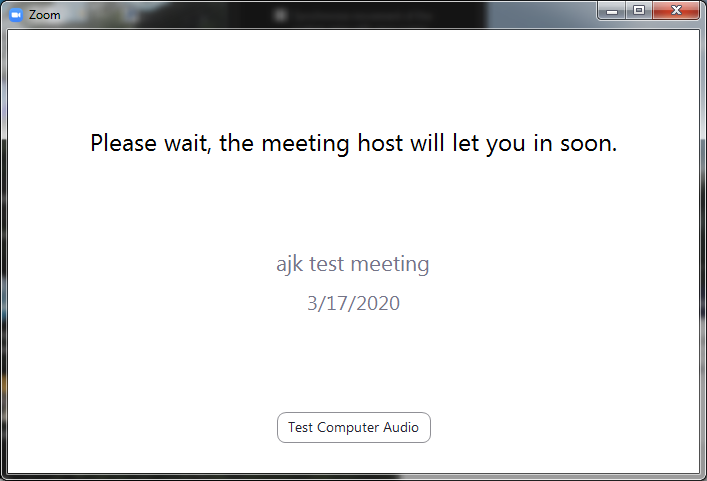 Zoom
Please wait, the meeting host will let you in soon.
ajk test meeting
3/17/2020
Test Computer Audio